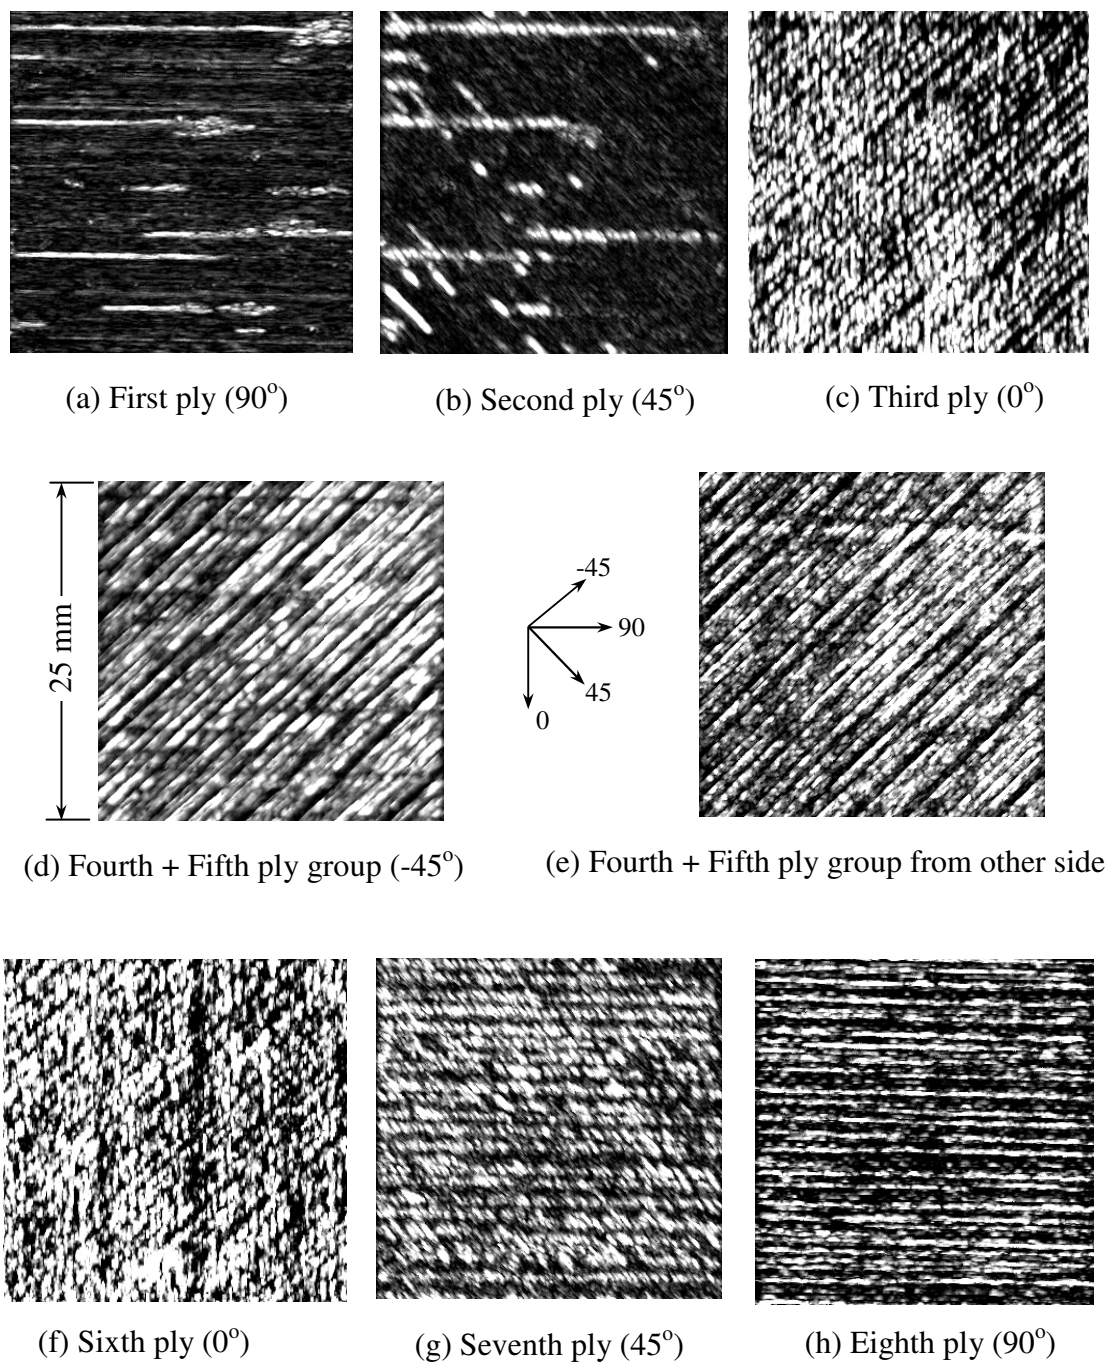 (a) First ply (90°)
(b) Second ply (45°)
(c) Third ply (0°)
25 mm
-45
90
45
0
(d) Fourth + Fifth ply group (-45°)
(e) Fourth + Fifth ply group from other side
(f) Sixth ply (0°)
(g) Seventh ply (45°)
(h) Eighth ply (90°)